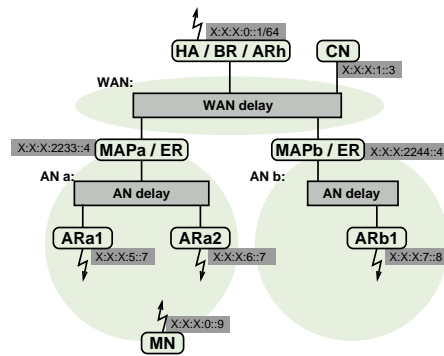 X:X:X:0::1/64
HA / BR / ARh
CN
X:X:X:1::3
WAN:
WAN delay
X:X:X:2233::4
MAPa / ER
MAPb / ER
X:X:X:2244::4
AN a:
AN delay
AN b:
AN delay
ARa1
ARa2
ARb1
X:X:X:5::7
X:X:X:6::7
X:X:X:7::8
X:X:X:0::9
MN